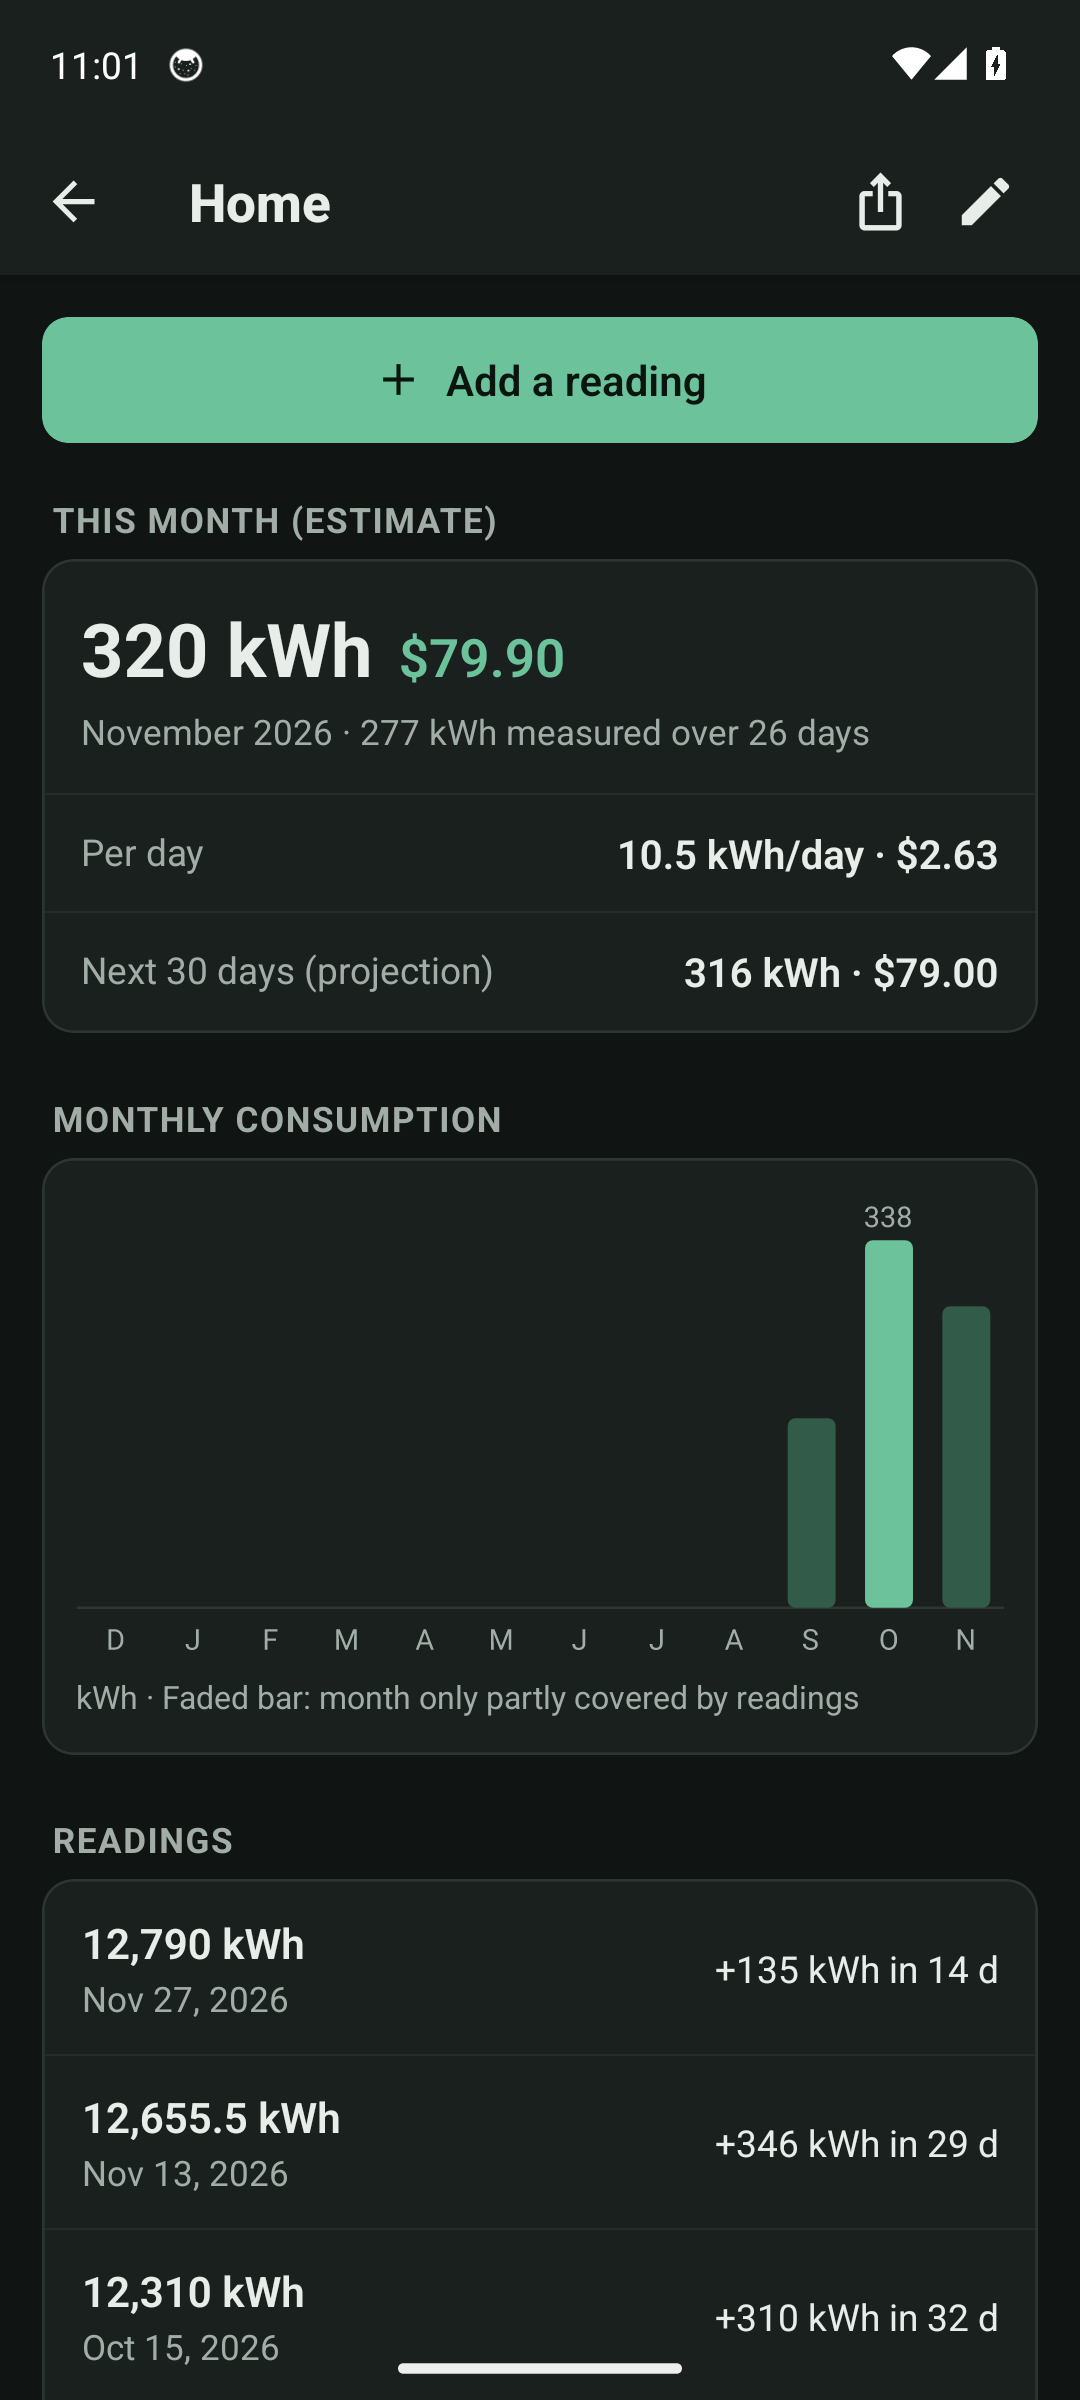 11:01
Home
Add a reading
THIS MONTH (ESTIMATE)
320 kWh $79.90
November 2026 · 277 kWh measured over 26 days
Per day 10.5 kWh/day · $2.63
Next 30 days (projection) 316 kWh · $79.00
MONTHLY CONSUMPTION
338
D J F M A M J J A S O N
kWh · Faded bar: month only partly covered by readings
READINGS
12,790 kWh
Nov 27, 2026
+135 kWh in 14 d
12,655.5 kWh
Nov 13, 2026
+346 kWh in 29 d
12,310 kWh
Oct 15, 2026
+310 kWh in 32 d